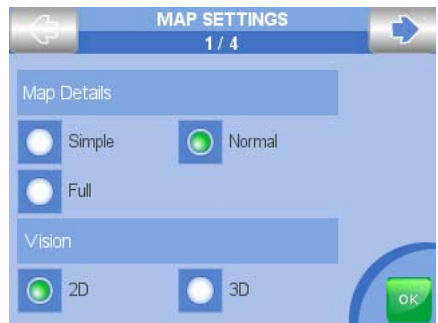 MAP SETTINGS
1 / 4
Map Details
Simple Normal
Full
Vision
2D 3D
OK